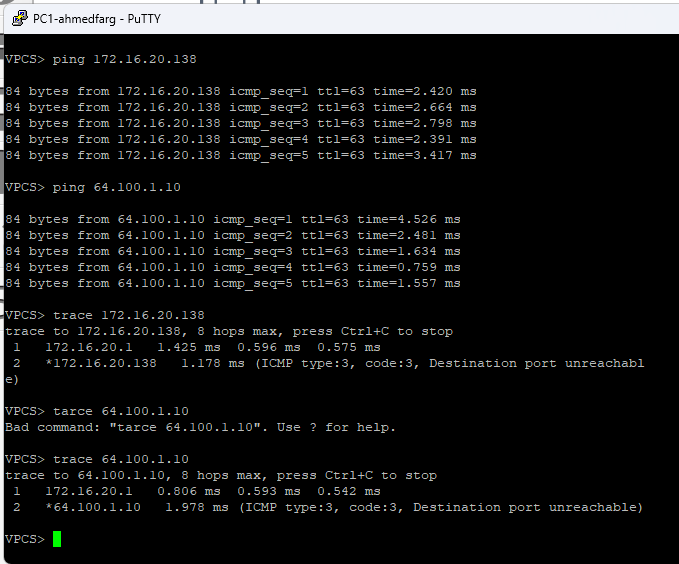 PC1-ahmedfarg - PuTTY
VPCS> ping 172.16.20.138
84 bytes from 172.16.20.138 icmp_seq=1 ttl=63 time=2.420 ms
84 bytes from 172.16.20.138 icmp_seq=2 ttl=63 time=2.664 ms
84 bytes from 172.16.20.138 icmp_seq=3 ttl=63 time=2.798 ms
84 bytes from 172.16.20.138 icmp_seq=4 ttl=63 time=2.391 ms
84 bytes from 172.16.20.138 icmp_seq=5 ttl=63 time=3.417 ms
VPCS> ping 64.100.1.10
84 bytes from 64.100.1.10 icmp_seq=1 ttl=63 time=4.526 ms
84 bytes from 64.100.1.10 icmp_seq=2 ttl=63 time=2.481 ms
84 bytes from 64.100.1.10 icmp_seq=3 ttl=63 time=1.634 ms
84 bytes from 64.100.1.10 icmp_seq=4 ttl=63 time=0.759 ms
84 bytes from 64.100.1.10 icmp_seq=5 ttl=63 time=1.557 ms
VPCS> trace 172.16.20.138
trace to 172.16.20.138, 8 hops max, press Ctrl+C to stop
1 172.16.20.1 1.425 ms 0.596 ms 0.575 ms
2 *172.16.20.138 1.178 ms (ICMP type:3, code:3, Destination port unreachabl
e)
VPCS> tarce 64.100.1.10
Bad command: "tarce 64.100.1.10". Use ? for help.
VPCS> trace 64.100.1.10
trace to 64.100.1.10, 8 hops max, press Ctrl+C to stop
1 172.16.20.1 0.806 ms 0.593 ms 0.542 ms
2 *64.100.1.10 1.978 ms (ICMP type:3, code:3, Destination port unreachable)
VPCS>